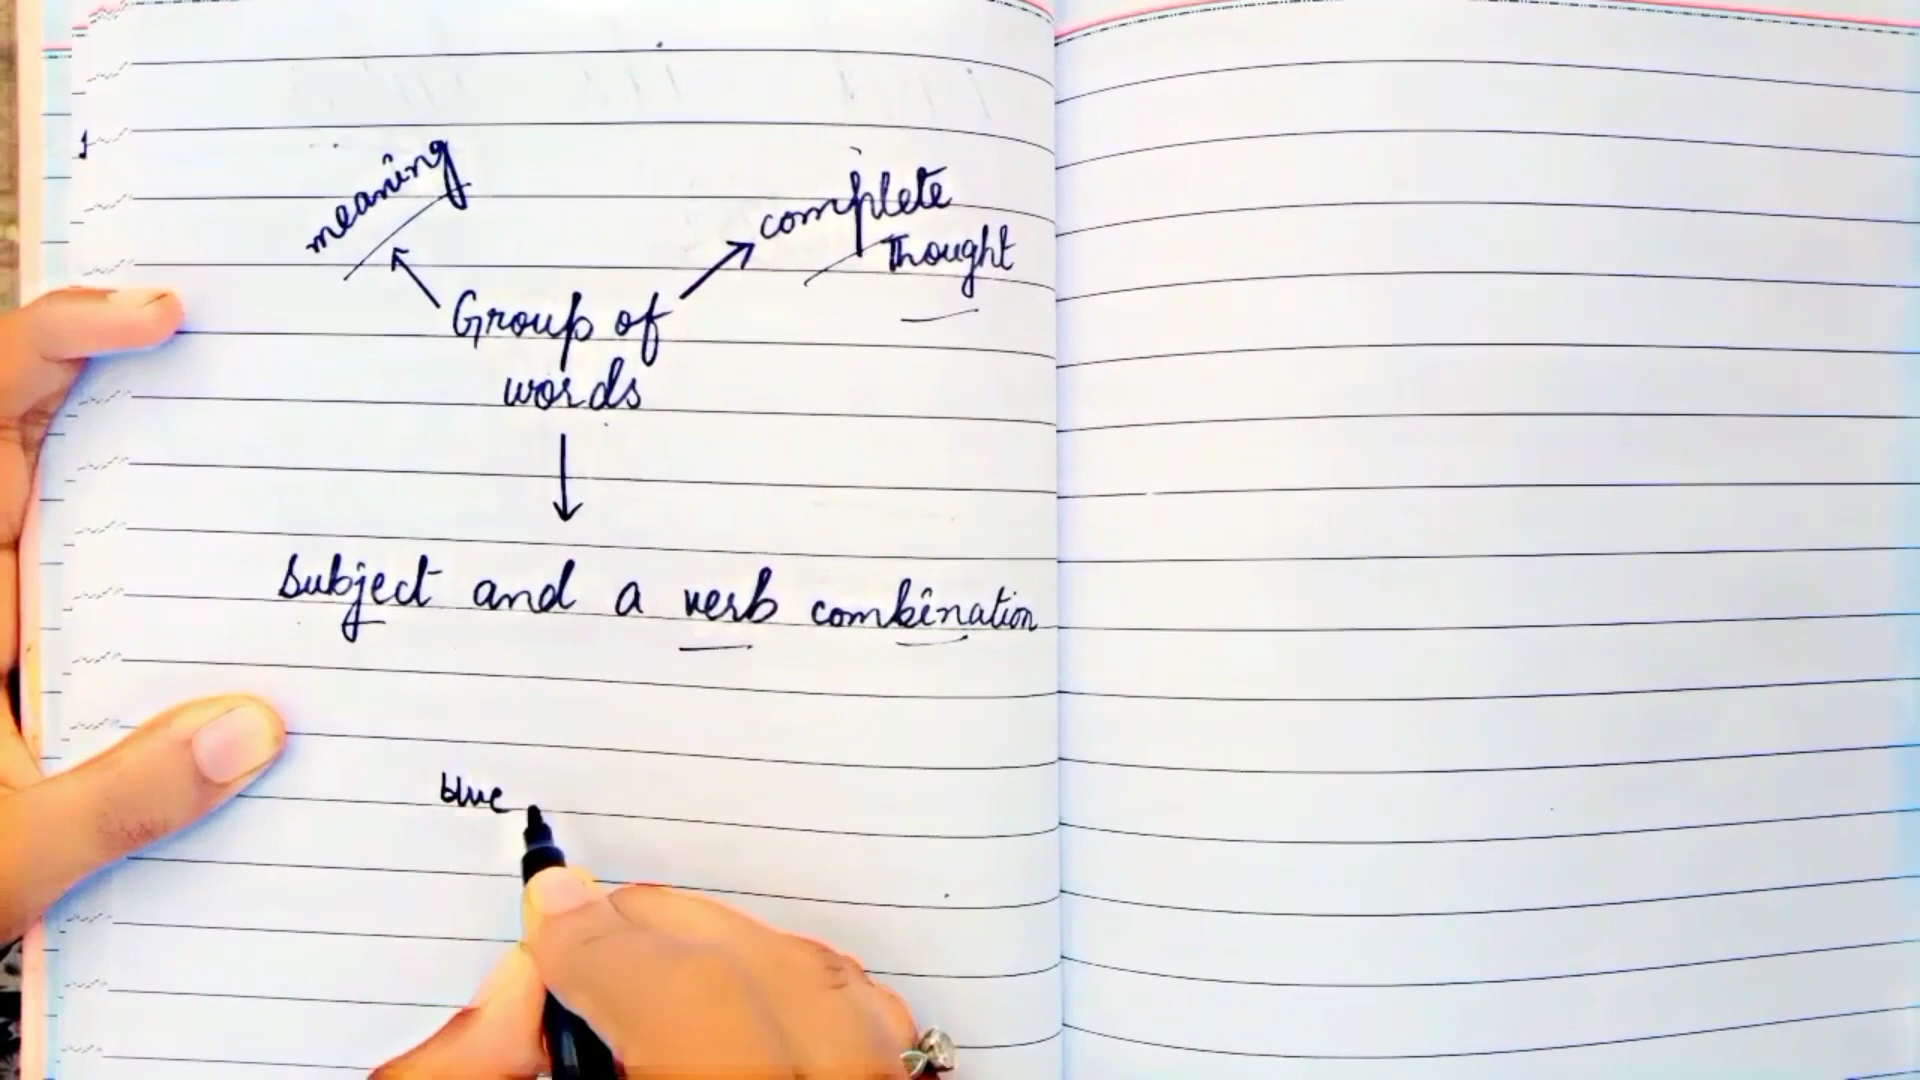 meaning
complete
Thought
Group of
words
Subject and a verb combination
blue